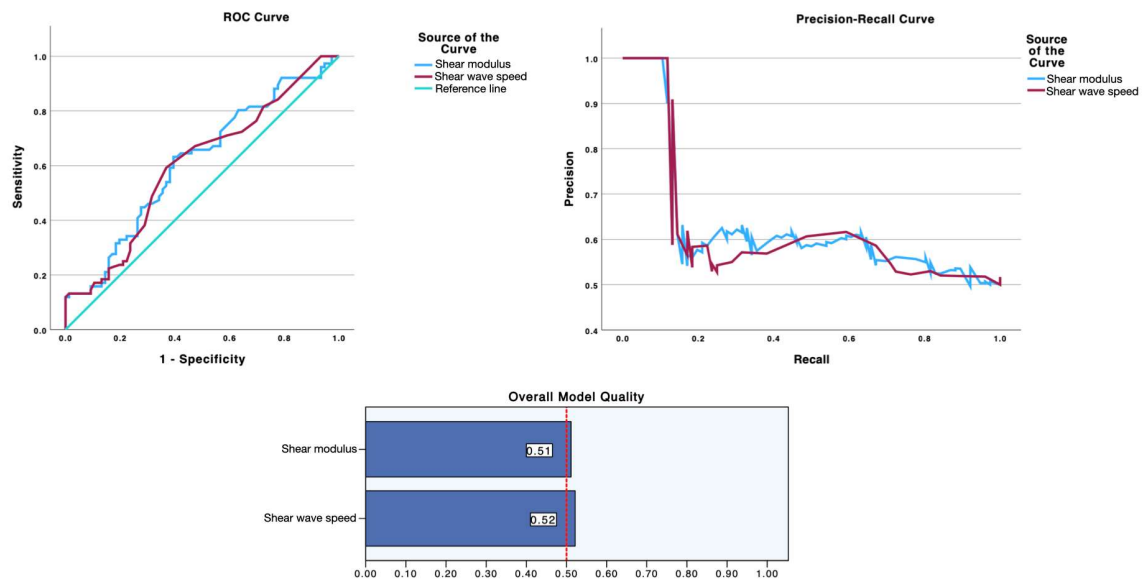 ROC Curve
Source of the
Curve
Shear modulus
Shear wave speed
Reference line
Sensitivity
1.0
0.8
0.6
0.4
0.2
0.0
0.0 0.2 0.4 0.6 0.8 1.0
1 - Specificity
Precision-Recall Curve
Source
of the
Curve
Shear modulus
Shear wave speed
Precision
1.0
0.9
0.8
0.7
0.6
0.5
0.4
0.0 0.2 0.4 0.6 0.8 1.0
Recall
Overall Model Quality
Shear modulus
0.51
Shear wave speed
0.52
0.00 0.10 0.20 0.30 0.40 0.50 0.60 0.70 0.80 0.90 1.00